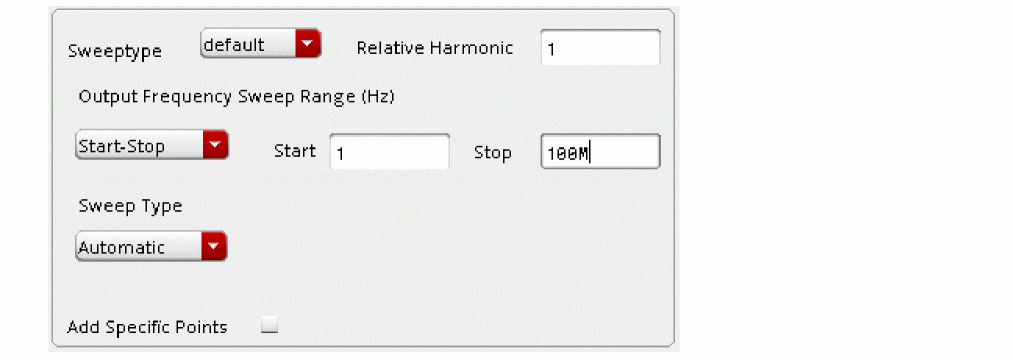 Sweeptype default Relative Harmonic 1
Output Frequency Sweep Range (Hz)
Start-Stop Start 1 Stop 100M
Sweep Type
Automatic
Add Specific Points